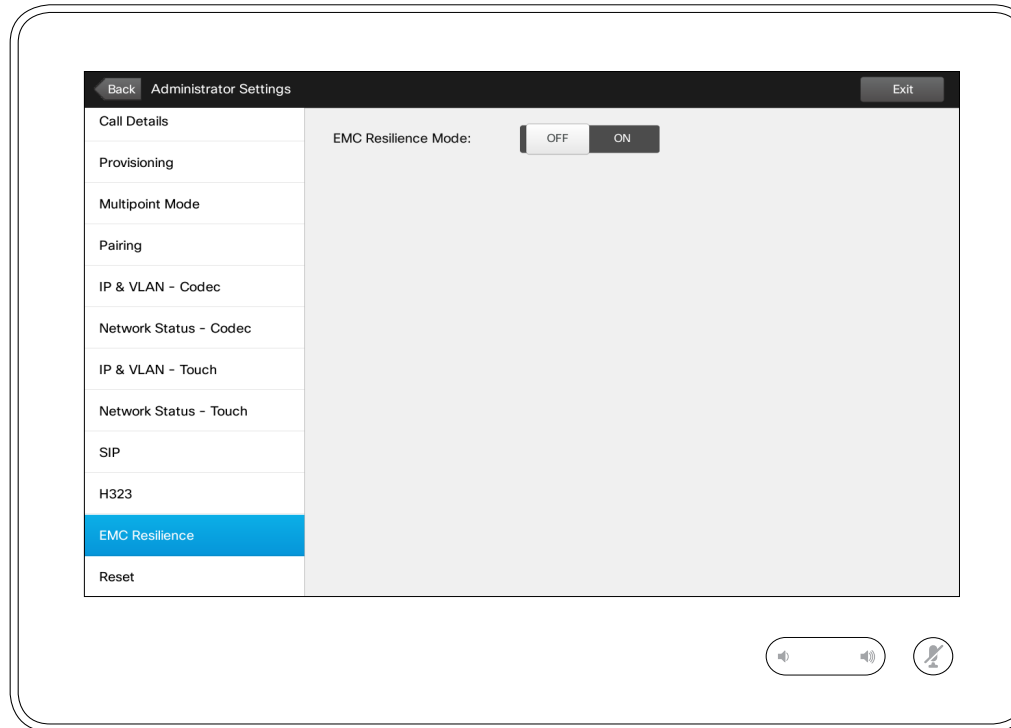 Back Administrator Settings Exit
Call Details
EMC Resilience Mode: OFF ON
Provisioning
Multipoint Mode
Pairing
IP & VLAN - Codec
Network Status - Codec
IP & VLAN - Touch
Network Status - Touch
SIP
H323
EMC Resilience
Reset